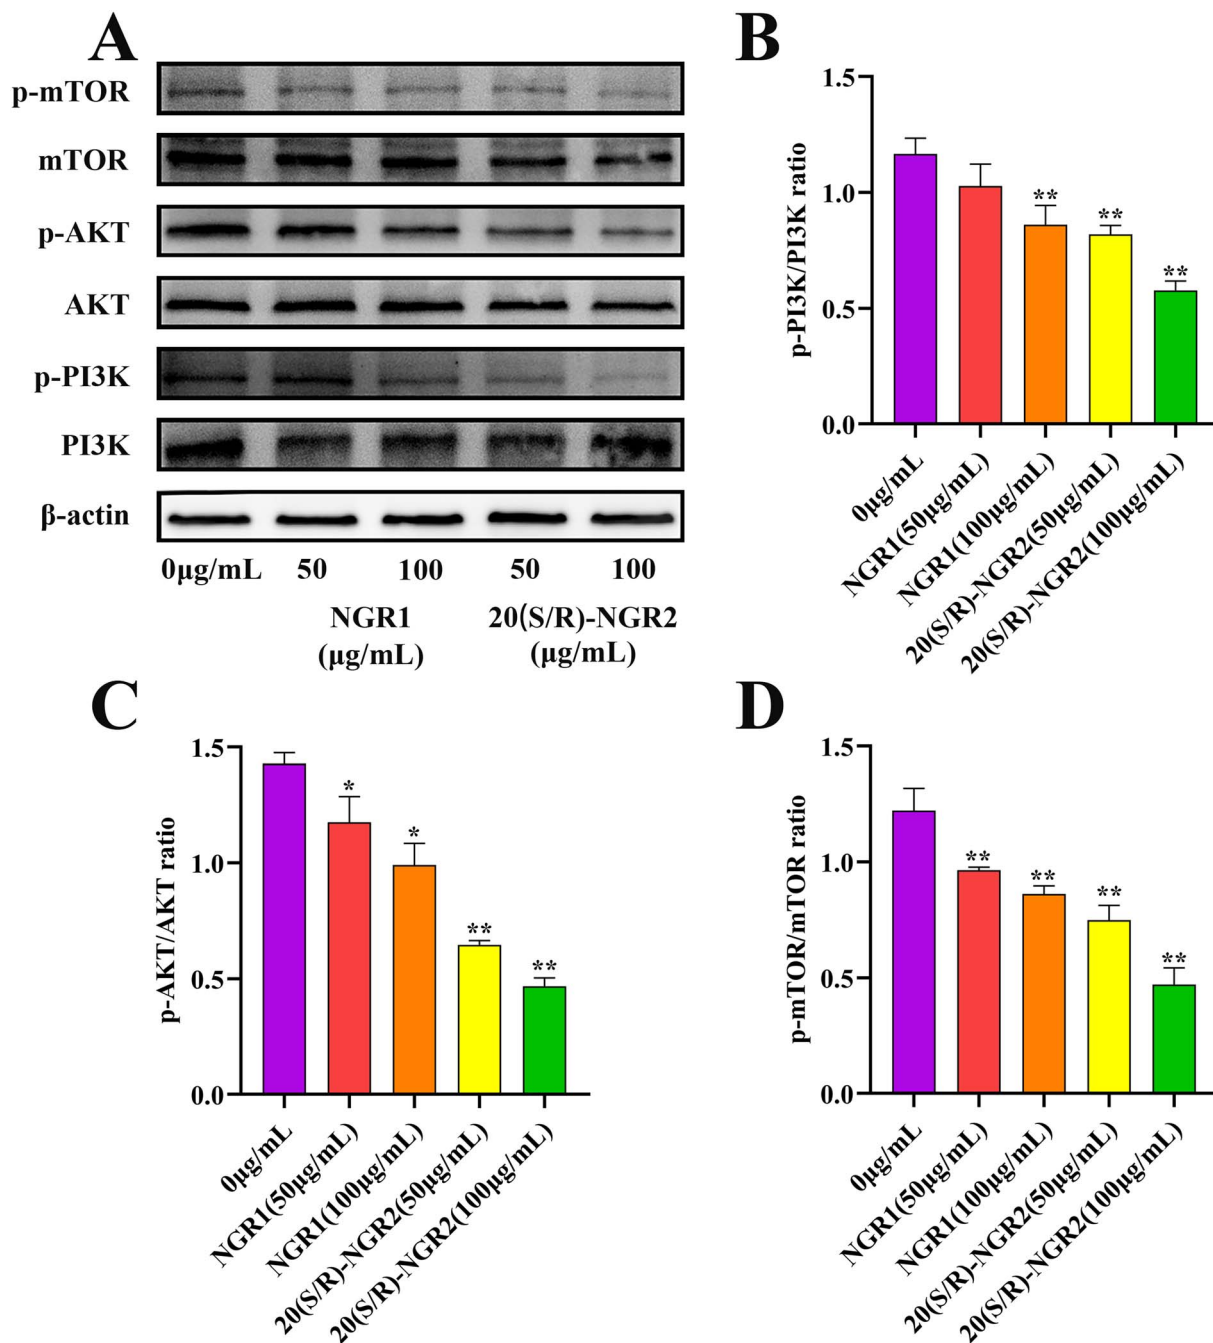 A
p-mTOR
mTOR
p-AKT
AKT
p-PI3K
PI3K
β-actin
0μg/mL 50 100 50 100
NGR1 20(S/R)-NGR2
(μg/mL) (μg/mL)
B
p-PI3K/PI3K ratio
1.5
1.0
0.5
0.0
** ** **
0μg/mL
NGR1(50μg/mL)
NGR1(100μg/mL)
20(S/R)-NGR2(50μg/mL)
20(S/R)-NGR2(100μg/mL)
C
p-AKT/AKT ratio
1.5
1.0
0.5
0.0
* * ** **
0μg/mL
NGR1(50μg/mL)
NGR1(100μg/mL)
20(S/R)-NGR2(50μg/mL)
20(S/R)-NGR2(100μg/mL)
D
p-mTOR/mTOR ratio
1.5
1.0
0.5
0.0
** ** ** **
0μg/mL
NGR1(50μg/mL)
NGR1(100μg/mL)
20(S/R)-NGR2(50μg/mL)
20(S/R)-NGR2(100μg/mL)